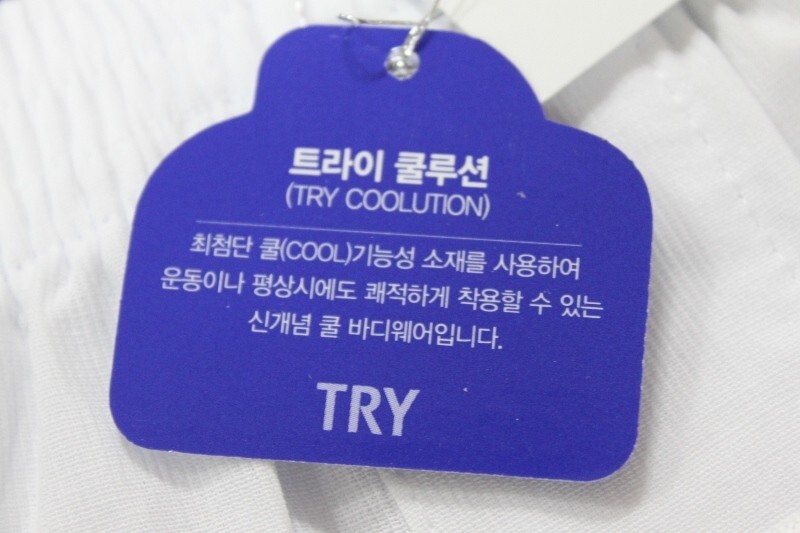 트라이 쿨루션
(TRY COOLUTION)
최첨단 쿨(COOL)기능성 소재를 사용하여
운동이나 평상시에도 쾌적하게 착용할 수 있는
신개념 쿨 바디웨어입니다.
TRY